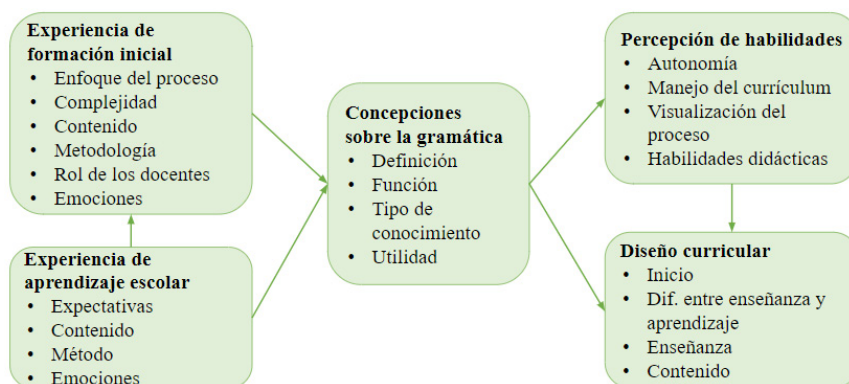 Experiencia de
formación inicial
• Enfoque del proceso
• Complejidad
• Contenido
• Metodología
• Rol de los docentes
• Emociones
Experiencia de
aprendizaje escolar
• Expectativas
• Contenido
• Método
• Emociones
Concepciones
sobre la gramática
• Definición
• Función
• Tipo de
conocimiento
• Utilidad
Percepción de habilidades
• Autonomía
• Manejo del currículum
• Visualización del
proceso
• Habilidades didácticas
Diseño curricular
• Inicio
• Dif. entre enseñanza y
aprendizaje
• Enseñanza
• Contenido